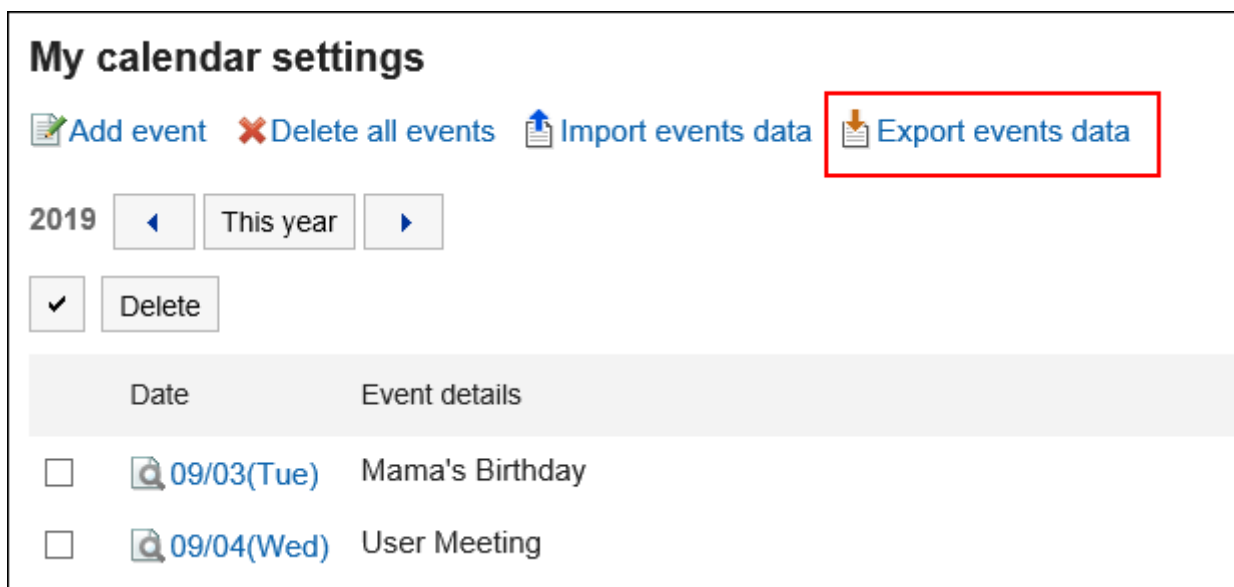 My calendar settings
Add event Delete all events Import events data Export events data
2019 This year
Delete
Date Event details
09/03(Tue) Mama's Birthday
09/04(Wed) User Meeting